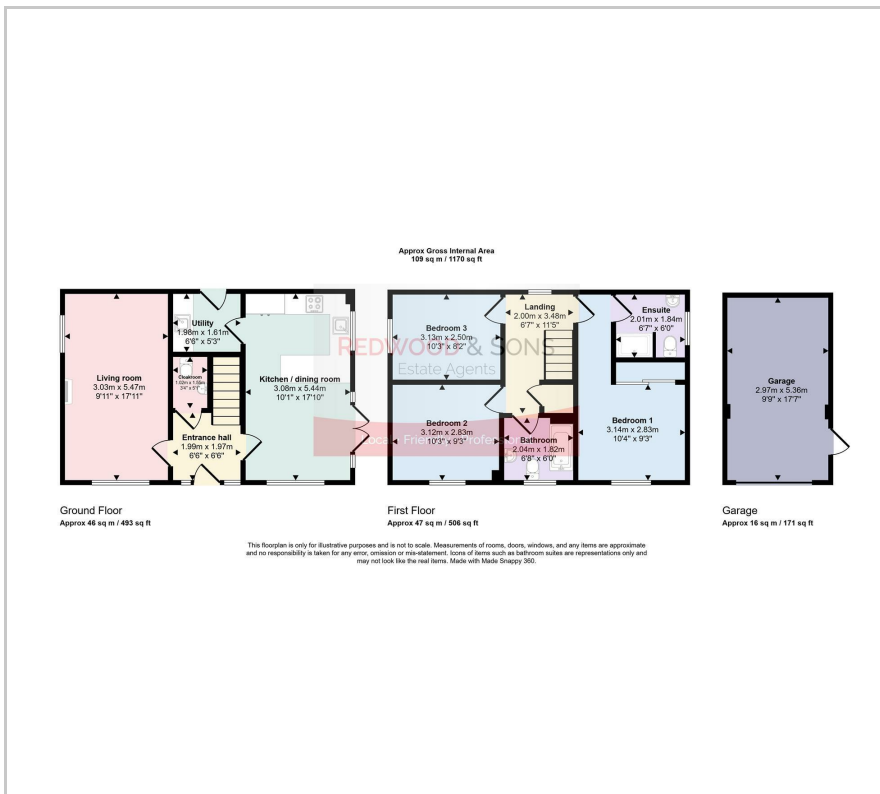 Approx Gross Internal Area
109 sq m / 1170 sq ft
Living room
3.03m x 5.47m
9'11" x 17'11"
Utility
1.98m x 1.61m
6'6" x 5'3"
Cloakroom
1.02m x 1.55m
3'4" x 5'1"
Entrance hall
1.99m x 1.97m
6'6" x 6'6"
Kitchen / dining room
3.08m x 5.44m
10'1" x 17'10"
Bedroom 3
3.13m x 2.50m
10'3" x 8'2"
Landing
2.00m x 3.48m
6'7" x 11'5"
Ensuite
2.01m x 1.84m
6'7" x 6'0"
REDWOOD & SONS
Estate Agents
Bedroom 2
3.12m x 2.83m
10'3" x 9'3"
Bathroom
2.04m x 1.82m
6'8" x 6'0"
Bedroom 1
3.14m x 2.83m
10'4" x 9'3"
Garage
2.97m x 5.36m
9'9" x 17'7"
Ground Floor
Approx 46 sq m / 493 sq ft
First Floor
Approx 47 sq m / 506 sq ft
Garage
Approx 16 sq m / 171 sq ft
This floorplan is only for illustrative purposes and is not to scale. Measurements of rooms, doors, windows, and any items are approximate
and no responsibility is taken for any error, omission or mis-statement. Icons of items such as bathroom suites are representations only and
may not look like the real items. Made with Made Snappy 360.